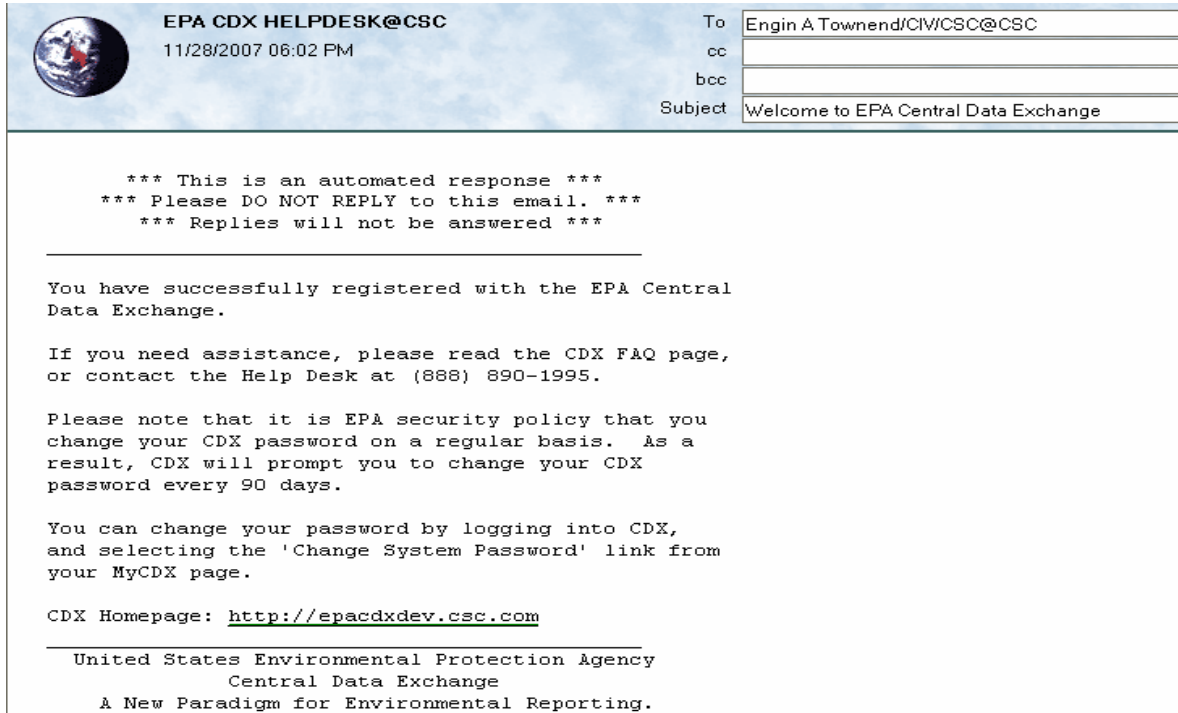 EPA CDX HELPDESK@CSC
11/28/2007 06:02 PM
To Engin A Townend/CIV/CSC@CSC
cc
bcc
Subject Welcome to EPA Central Data Exchange
*** This is an automated response ***
*** Please DO NOT REPLY to this email. ***
*** Replies will not be answered ***
You have successfully registered with the EPA Central
Data Exchange.
If you need assistance, please read the CDX FAQ page,
or contact the Help Desk at (888) 890-1995.
Please note that it is EPA security policy that you
change your CDX password on a regular basis. As a
result, CDX will prompt you to change your CDX
password every 90 days.
You can change your password by logging into CDX,
and selecting the 'Change System Password' link from
your MyCDX page.
CDX Homepage: http://epacdxdev.csc.com
United States Environmental Protection Agency
Central Data Exchange
A New Paradigm for Environmental Reporting.